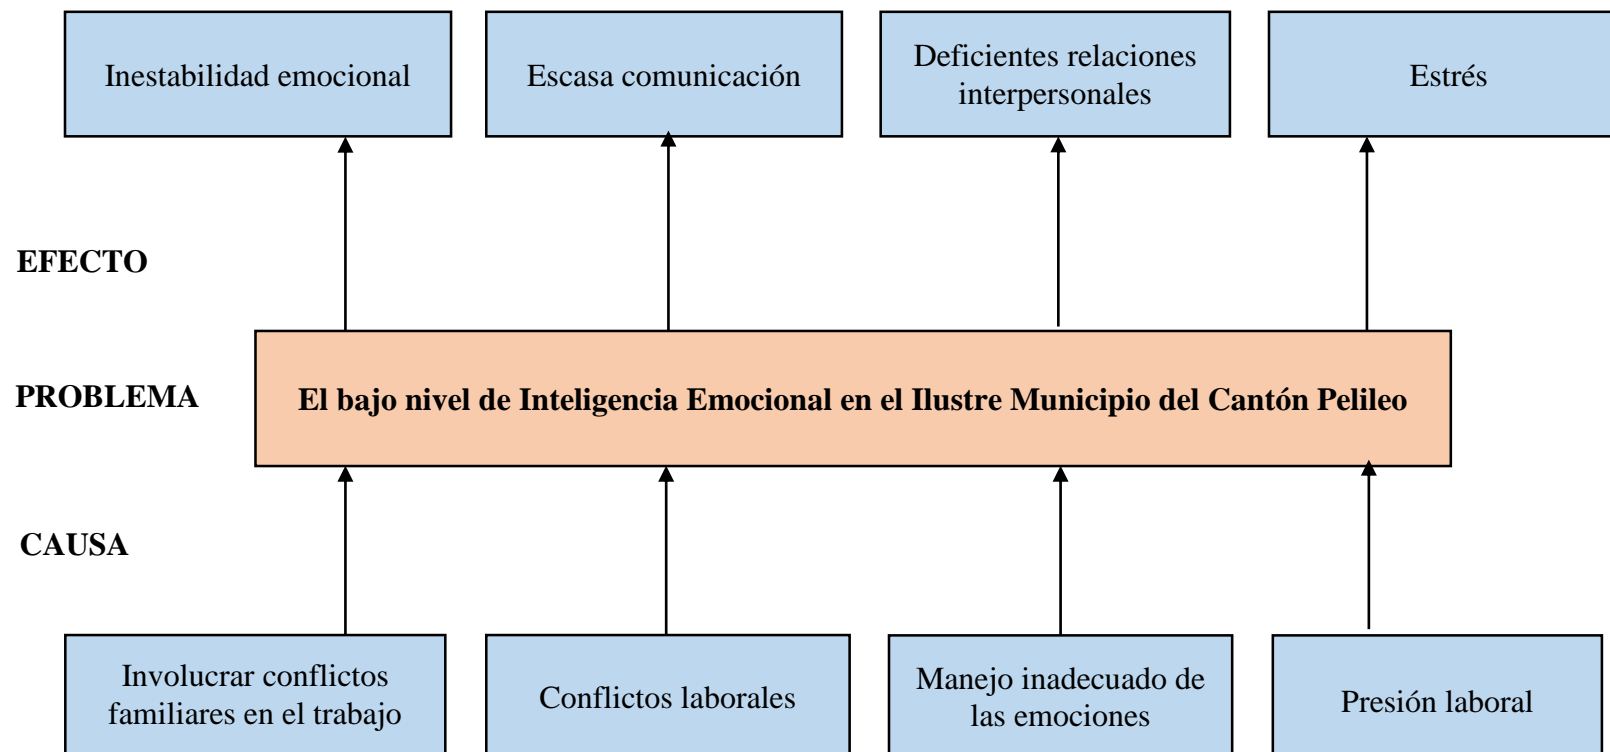 Inestabilidad emocional
Escasa comunicación
Deficientes relaciones
interpersonales
Estrés
EFECTO
PROBLEMA
El bajo nivel de Inteligencia Emocional en el Ilustre Municipio del Cantón Pelileo
CAUSA
Involucrar conflictos
familiares en el trabajo
Conflictos laborales
Manejo inadecuado de
las emociones
Presión laboral